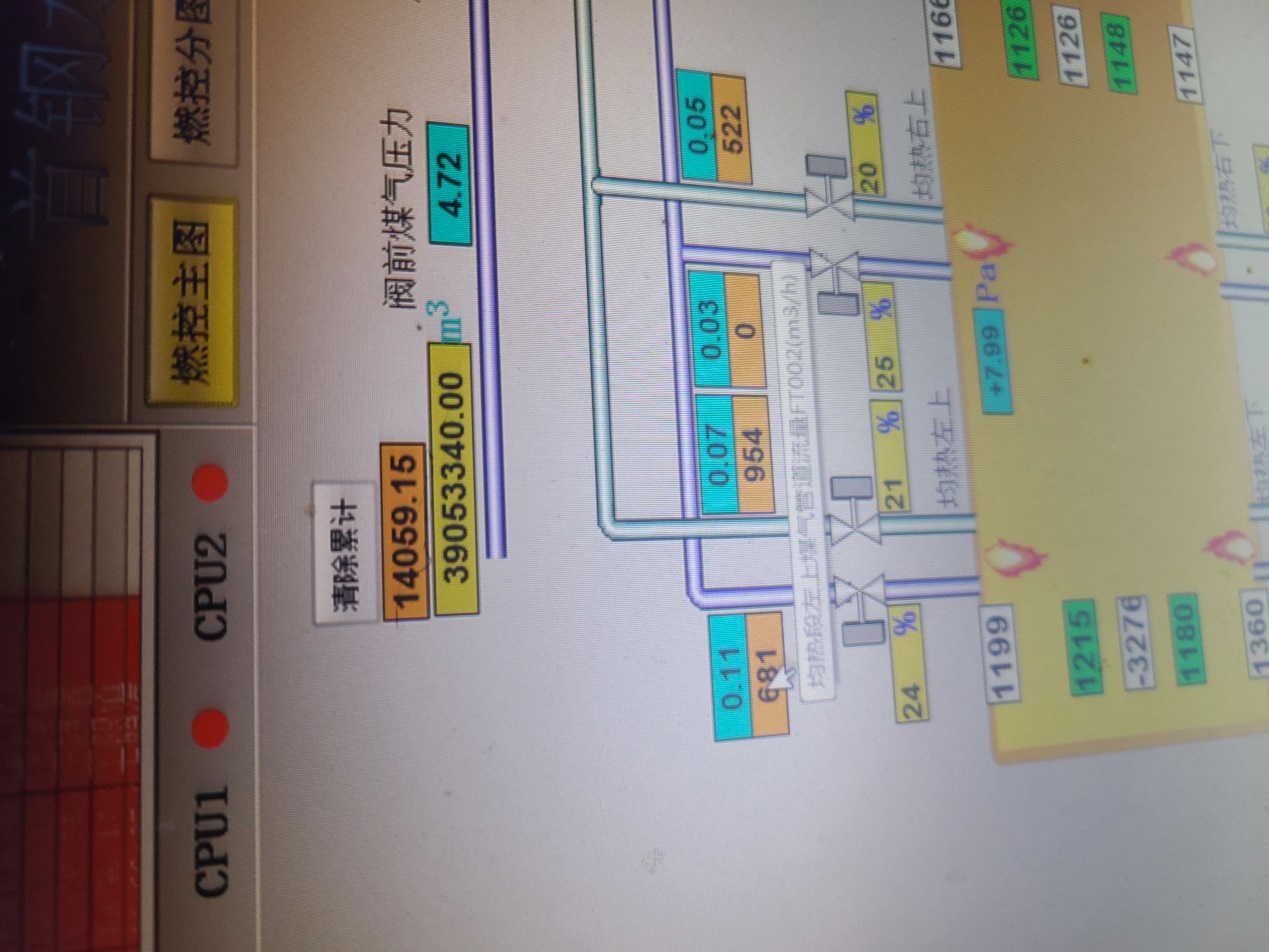 首钢
CPU1 CPU2 燃控主图 燃控分图
清除累计
14059.15 阀前煤气压力
39053340.00 m³ 4.72
0.11 0.07 0.03 0.05
681 954 0 522
均热段左上煤气管道流量FT002(m3/h)
24 % 21 % 25 % 20 %
均热左上 均热右上
1199 +7.99 Pa 1166
1215 1126
-3276 1126
1180 1148
1360 1147
均热左下 均热右下
%